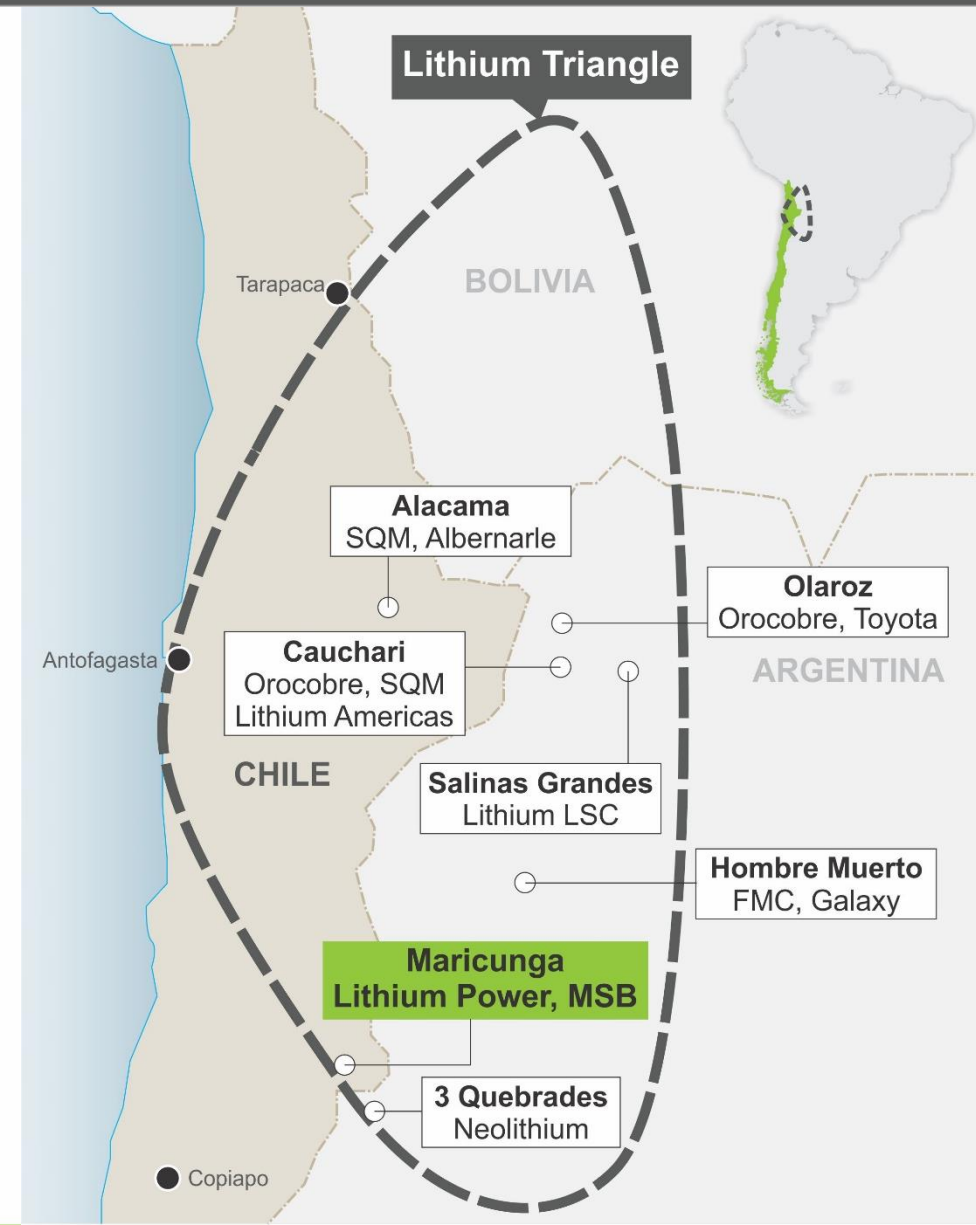 Lithium Triangle
Tarapaca
BOLIVIA
Alacama
SQM, Albernarle
Olaroz
Orocobre, Toyota
Antofagasta
Cauchari
Orocobre, SQM
Lithium Americas
ARGENTINA
CHILE
Salinas Grandes
Lithium LSC
Hombre Muerto
FMC, Galaxy
Maricunga
Lithium Power, MSB
3 Quebrades
Neolithium
Copiapo